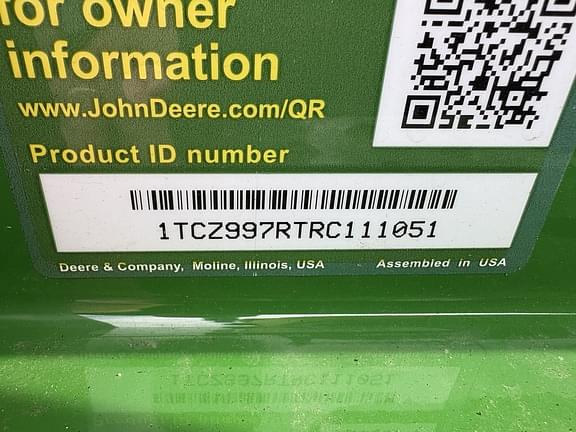 for owner
information
www.JohnDeere.com/QR
Product ID number
1TCZ997RTRC111051
Deere & Company, Moline, Illinois, USA Assembled in USA
1TCZ997RTRC111051